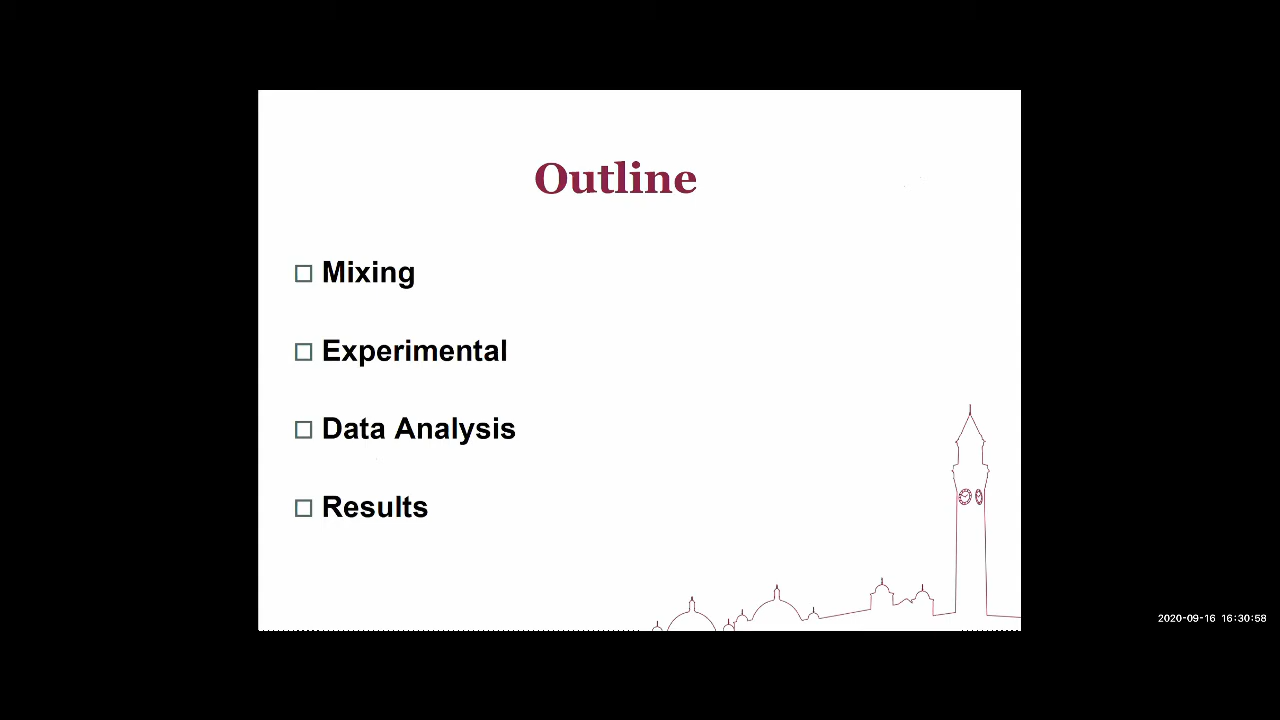 Outline
Mixing
Experimental
Data Analysis
Results
2020-09-16 16:30:58